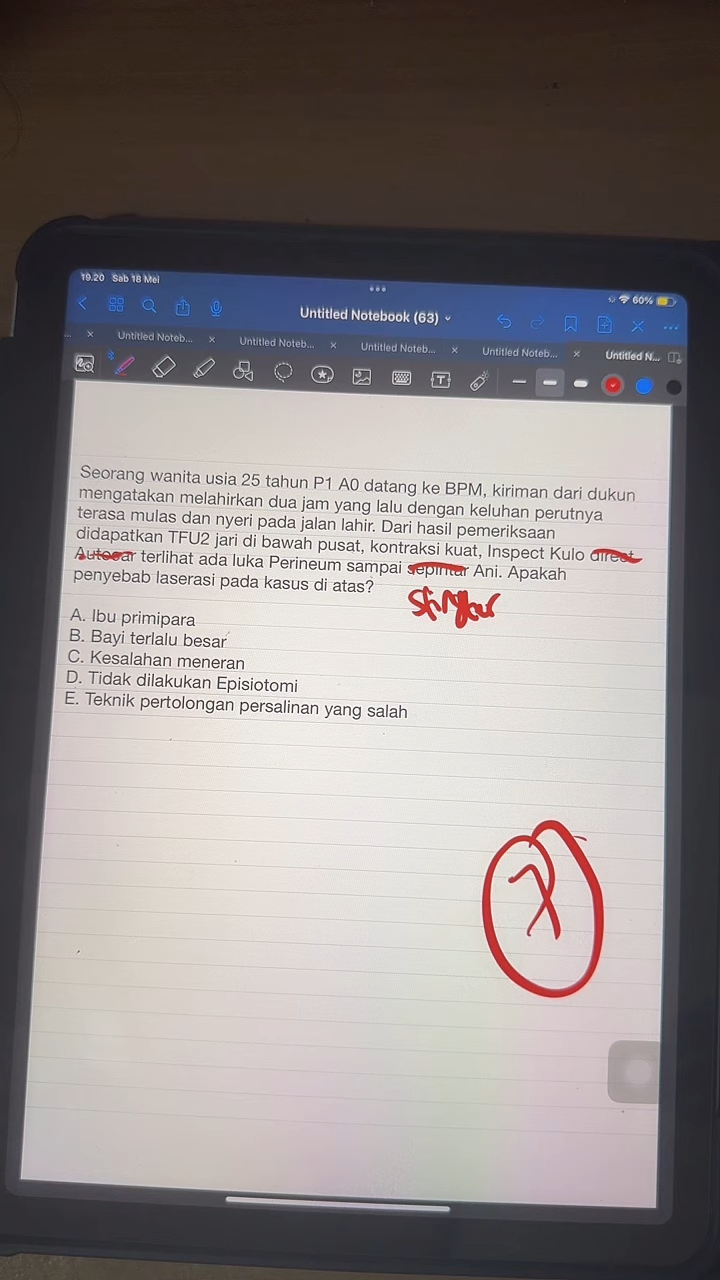 19.20 Sab 18 Mei
60%
Untitled Notebook (63)
Untitled Noteb...
Untitled Noteb...
Untitled Noteb...
Untitled Noteb...
Untitled N...
Seorang wanita usia 25 tahun P1 A0 datang ke BPM, kiriman dari dukun
mengatakan melahirkan dua jam yang lalu dengan keluhan perutnya
terasa mulas dan nyeri pada jalan lahir. Dari hasil pemeriksaan
didapatkan TFU2 jari di bawah pusat, kontraksi kuat, Inspect Kulo direct
Autocar terlihat ada luka Perineum sampai sepintar Ani. Apakah
penyebab laserasi pada kasus di atas?
A. Ibu primipara
B. Bayi terlalu besar
C. Kesalahan meneran
D. Tidak dilakukan Episiotomi
E. Teknik pertolongan persalinan yang salah